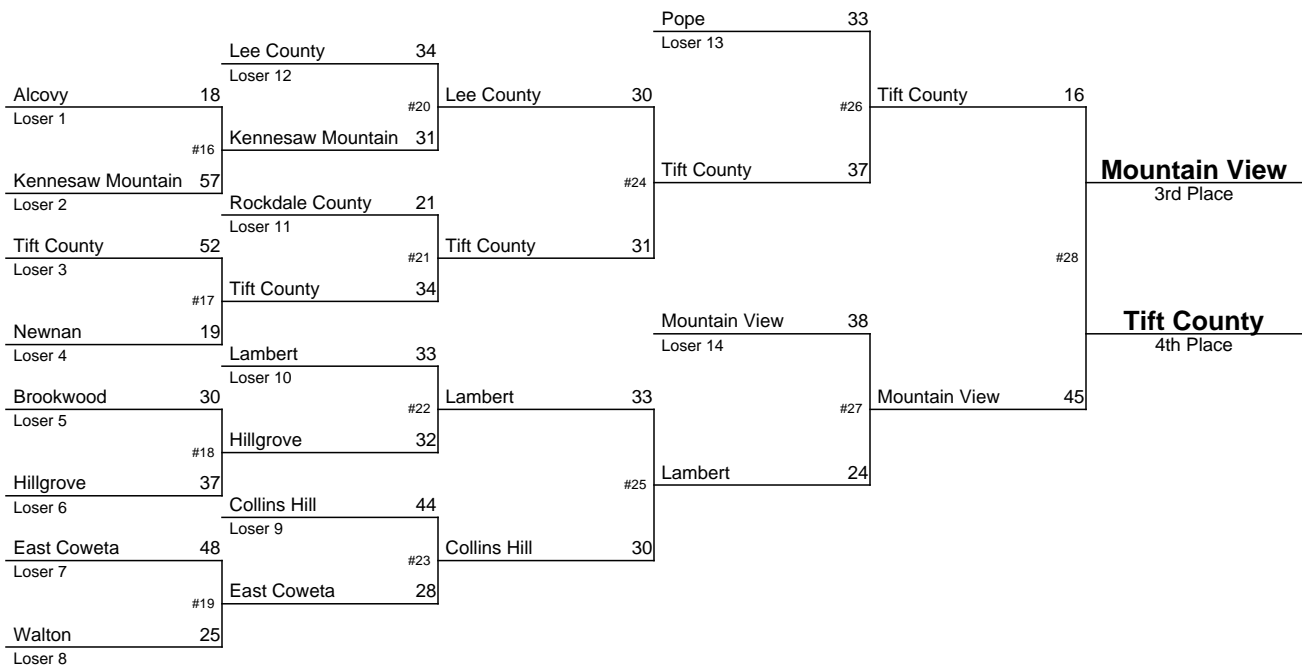 Pope 33
Loser 13
Lee County 34
Loser 12
Alcovy 18
Loser 1
#20
Lee County 30
#26
Tift County 16
#16
Kennesaw Mountain 31
Kennesaw Mountain 57
Loser 2
#24
Tift County 37
Mountain View
3rd Place
Rockdale County 21
Loser 11
Tift County 52
Loser 3
#21
Tift County 31
#28
#17
Tift County 34
Newnan 19
Loser 4
Mountain View 38
Loser 14
Tift County
4th Place
Lambert 33
Loser 10
Brookwood 30
Loser 5
#22
Lambert 33
#27
Mountain View 45
#18
Hillgrove 32
Hillgrove 37
Loser 6
#25
Lambert 24
Collins Hill 44
Loser 9
East Coweta 48
Loser 7
#23
Collins Hill 30
#19
East Coweta 28
Walton 25
Loser 8